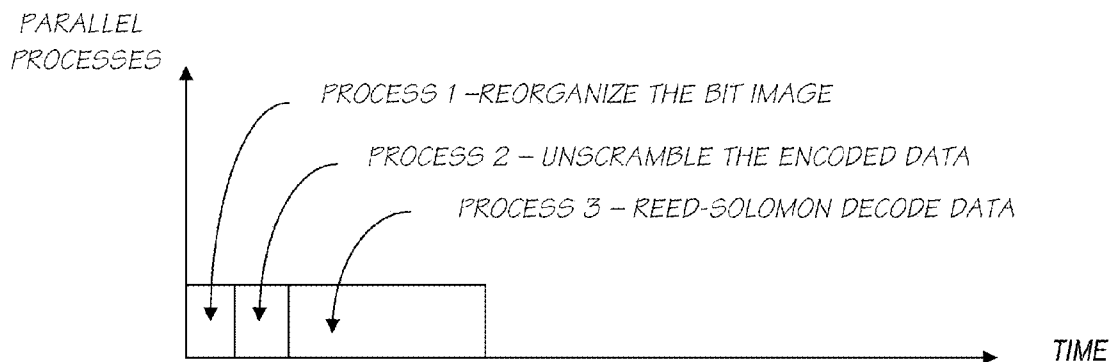 PARALLEL
PROCESSES
PROCESS 1 –REORGANIZE THE BIT IMAGE
PROCESS 2 – UNSCRAMBLE THE ENCODED DATA
PROCESS 3 – REED-SOLOMON DECODE DATA
TIME